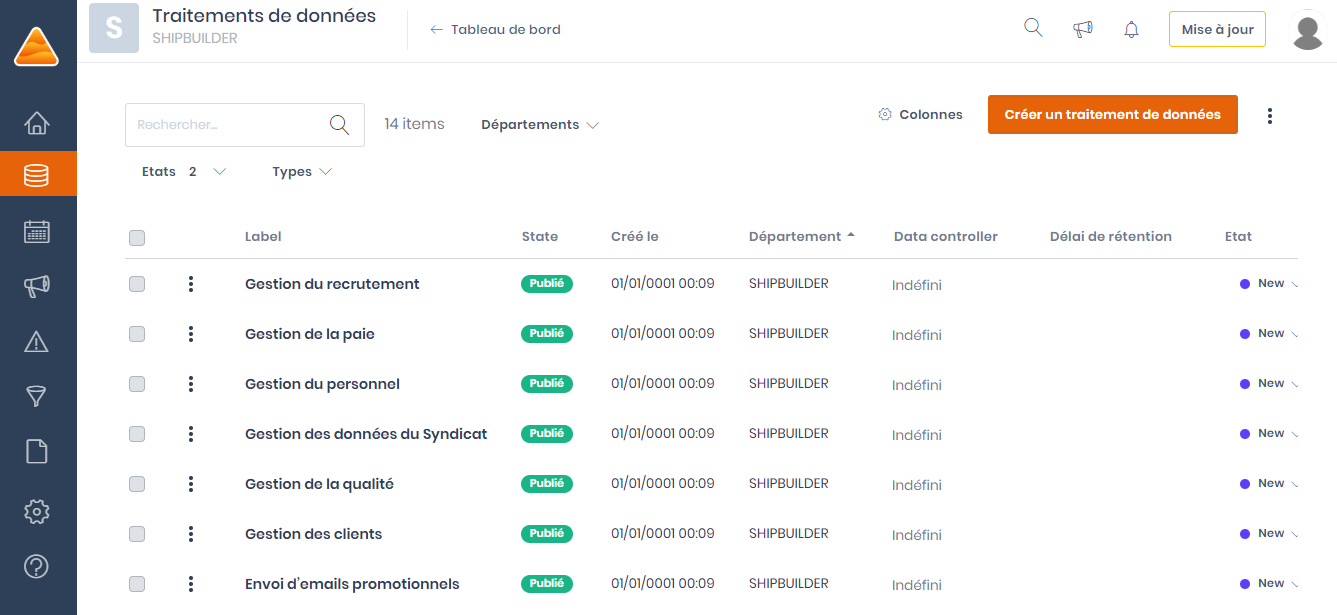 S
Traitements de données
SHIPBUILDER
← Tableau de bord
Mise à jour
Rechercher...
14 items
Départements
Colonnes
Créer un traitement de données
Etats 2
Types
Label State Créé le Département Data controller Délai de rétention Etat
Gestion du recrutement Publié 01/01/0001 00:09 SHIPBUILDER Indéfini New
Gestion de la paie Publié 01/01/0001 00:09 SHIPBUILDER Indéfini New
Gestion du personnel Publié 01/01/0001 00:09 SHIPBUILDER Indéfini New
Gestion des données du Syndicat Publié 01/01/0001 00:09 SHIPBUILDER Indéfini New
Gestion de la qualité Publié 01/01/0001 00:09 SHIPBUILDER Indéfini New
Gestion des clients Publié 01/01/0001 00:09 SHIPBUILDER Indéfini New
Envoi d'emails promotionnels Publié 01/01/0001 00:09 SHIPBUILDER Indéfini New